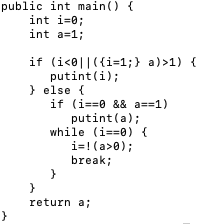 public int main() {
    int i=0;
    int a=1;

    if (i<0||({i=1;} a)>1) {
        putint(i);
    } else {
        if (i==0 && a==1)
           putint(a);
        while (i==0) {
           i=!(a>0);
           break;
        }
    }
    return a;
}